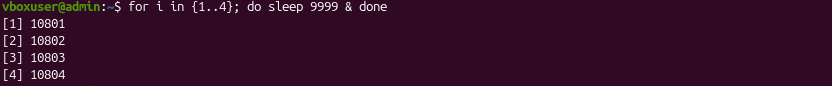 vboxuser@admin:~$ for i in {1..4}; do sleep 9999 & done
[1] 10801
[2] 10802
[3] 10803
[4] 10804